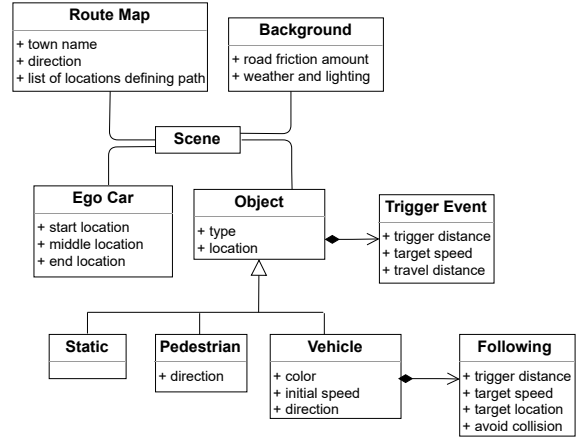 Route Map
+ town name
+ direction
+ list of locations defining path
Background
+ road friction amount
+ weather and lighting
Scene
Ego Car
+ start location
+ middle location
+ end location
Object
+ type
+ location
Trigger Event
+ trigger distance
+ target speed
+ travel distance
Static
Pedestrian
+ direction
Vehicle
+ color
+ initial speed
+ direction
Following
+ trigger distance
+ target speed
+ target location
+ avoid collision